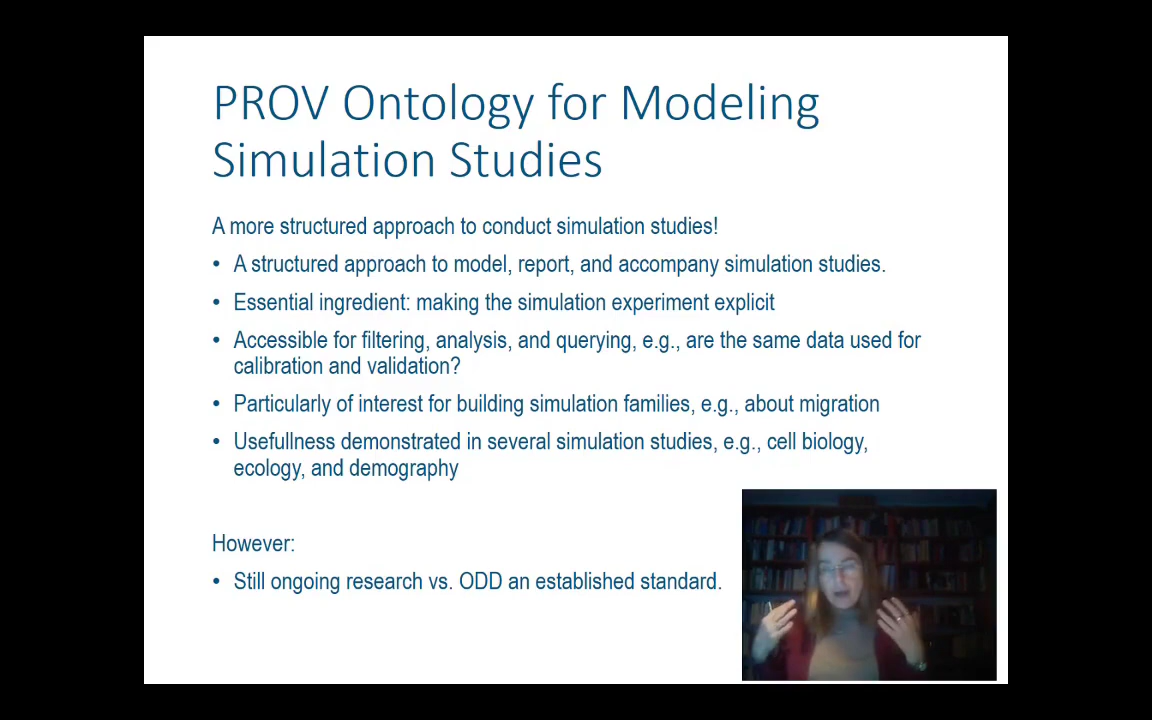 PROV Ontology for Modeling
Simulation Studies
A more structured approach to conduct simulation studies!
• A structured approach to model, report, and accompany simulation studies.
• Essential ingredient: making the simulation experiment explicit
• Accessible for filtering, analysis, and querying, e.g., are the same data used for
calibration and validation?
• Particularly of interest for building simulation families, e.g., about migration
• Usefullness demonstrated in several simulation studies, e.g., cell biology,
ecology, and demography
However:
• Still ongoing research vs. ODD an established standard.